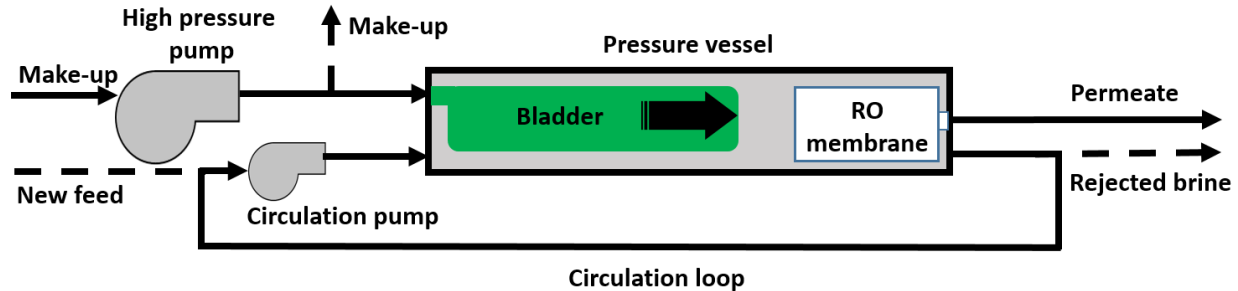 High pressure
pump
Make-up
Make-up
Pressure vessel
Bladder
RO
membrane
Permeate
New feed
Circulation pump
Rejected brine
Circulation loop